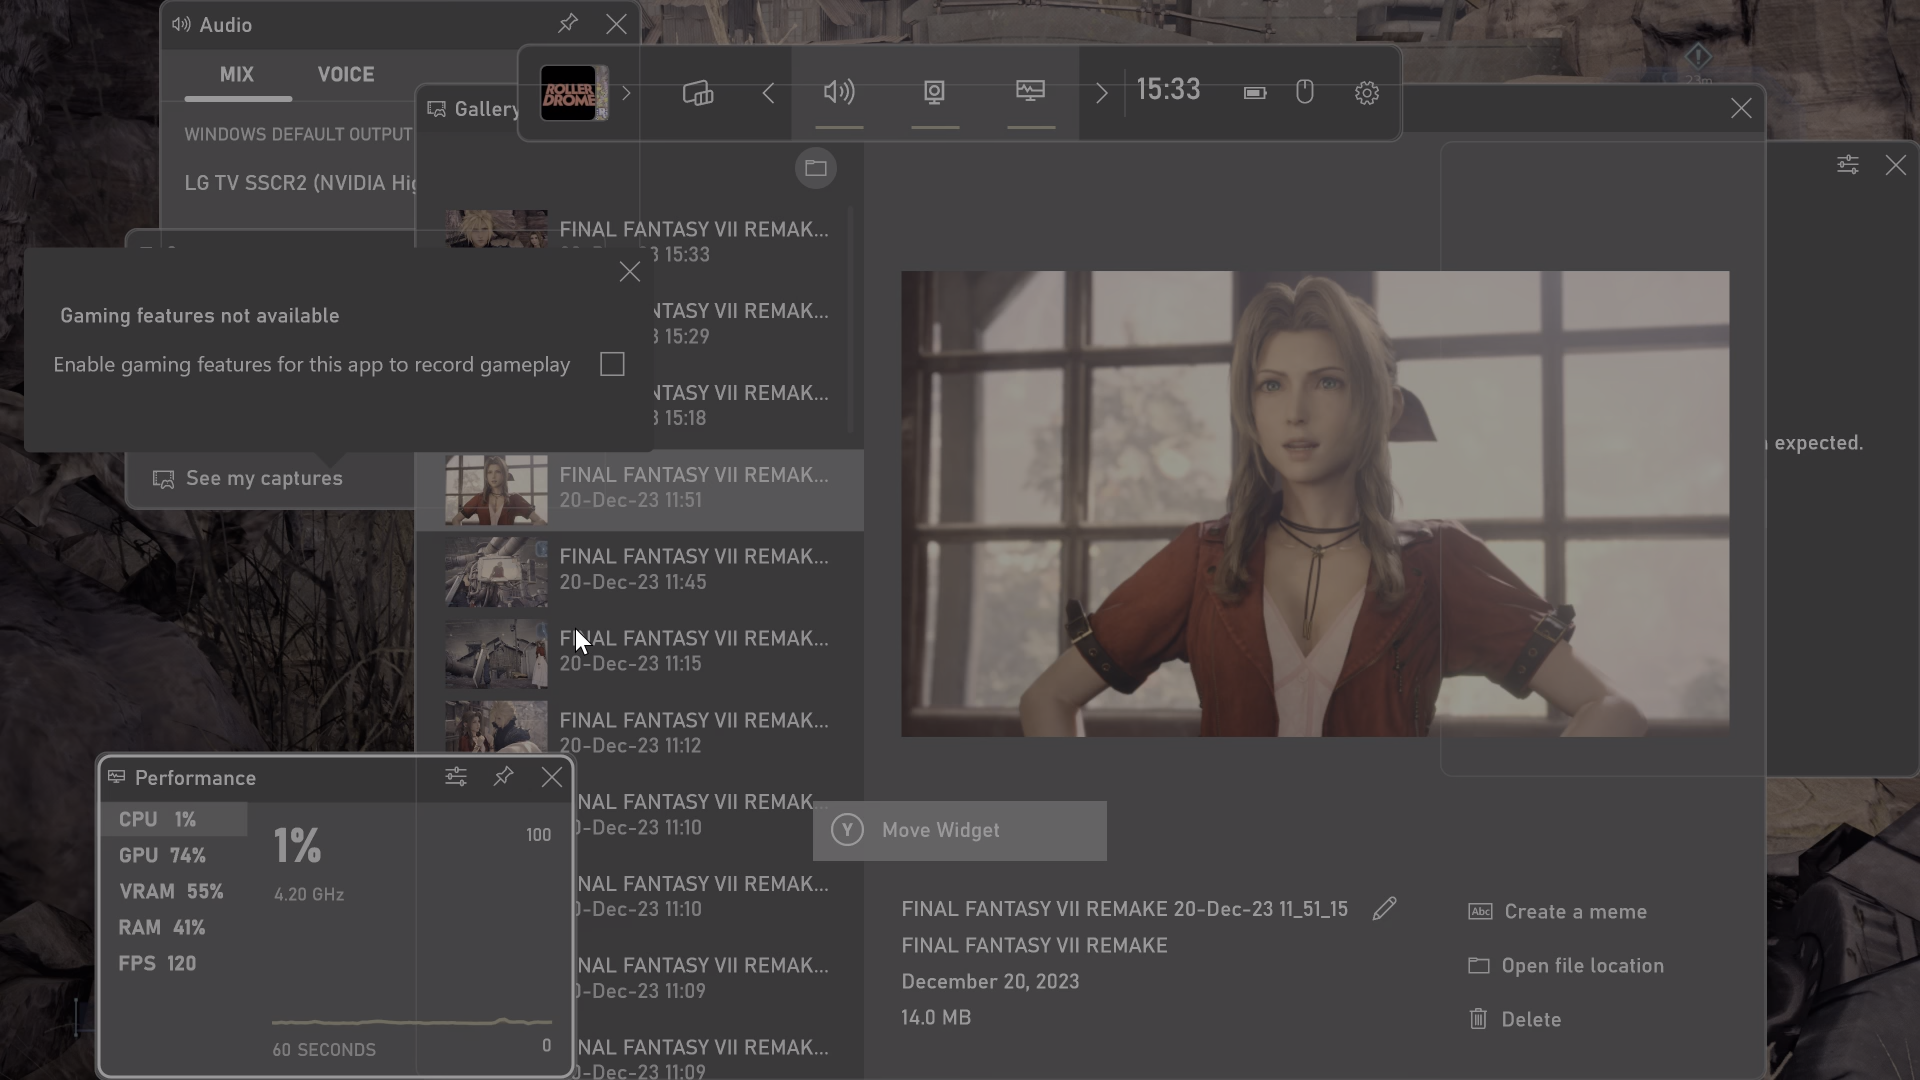 Audio
MIX
VOICE
WINDOWS DEFAULT OUTPUT
LG TV SSCR2 (NVIDIA Hig
Gallery
ROLLER
DROME
15:33
23m
FINAL FANTASY VII REMAK...
3 15:33
NTASY VII REMAK...
3 15:29
NTASY VII REMAK...
3 15:18
Gaming features not available
Enable gaming features for this app to record gameplay
See my captures
FINAL FANTASY VII REMAK...
20-Dec-23 11:51
FINAL FANTASY VII REMAK...
20-Dec-23 11:45
FINAL FANTASY VII REMAK...
20-Dec-23 11:15
FINAL FANTASY VII REMAK...
20-Dec-23 11:12
NAL FANTASY VII REMAK...
0-Dec-23 11:10
NAL FANTASY VII REMAK...
0-Dec-23 11:10
NAL FANTASY VII REMAK...
0-Dec-23 11:09
NAL FANTASY VII REMAK...
0-Dec-23 11:09
expected.
Performance
CPU 1%
GPU 74%
VRAM 55%
RAM 41%
FPS 120
1%
4.20 GHz
100
0
60 SECONDS
Y Move Widget
FINAL FANTASY VII REMAKE 20-Dec-23 11_51_15
FINAL FANTASY VII REMAKE
December 20, 2023
14.0 MB
Abc Create a meme
Open file location
Delete